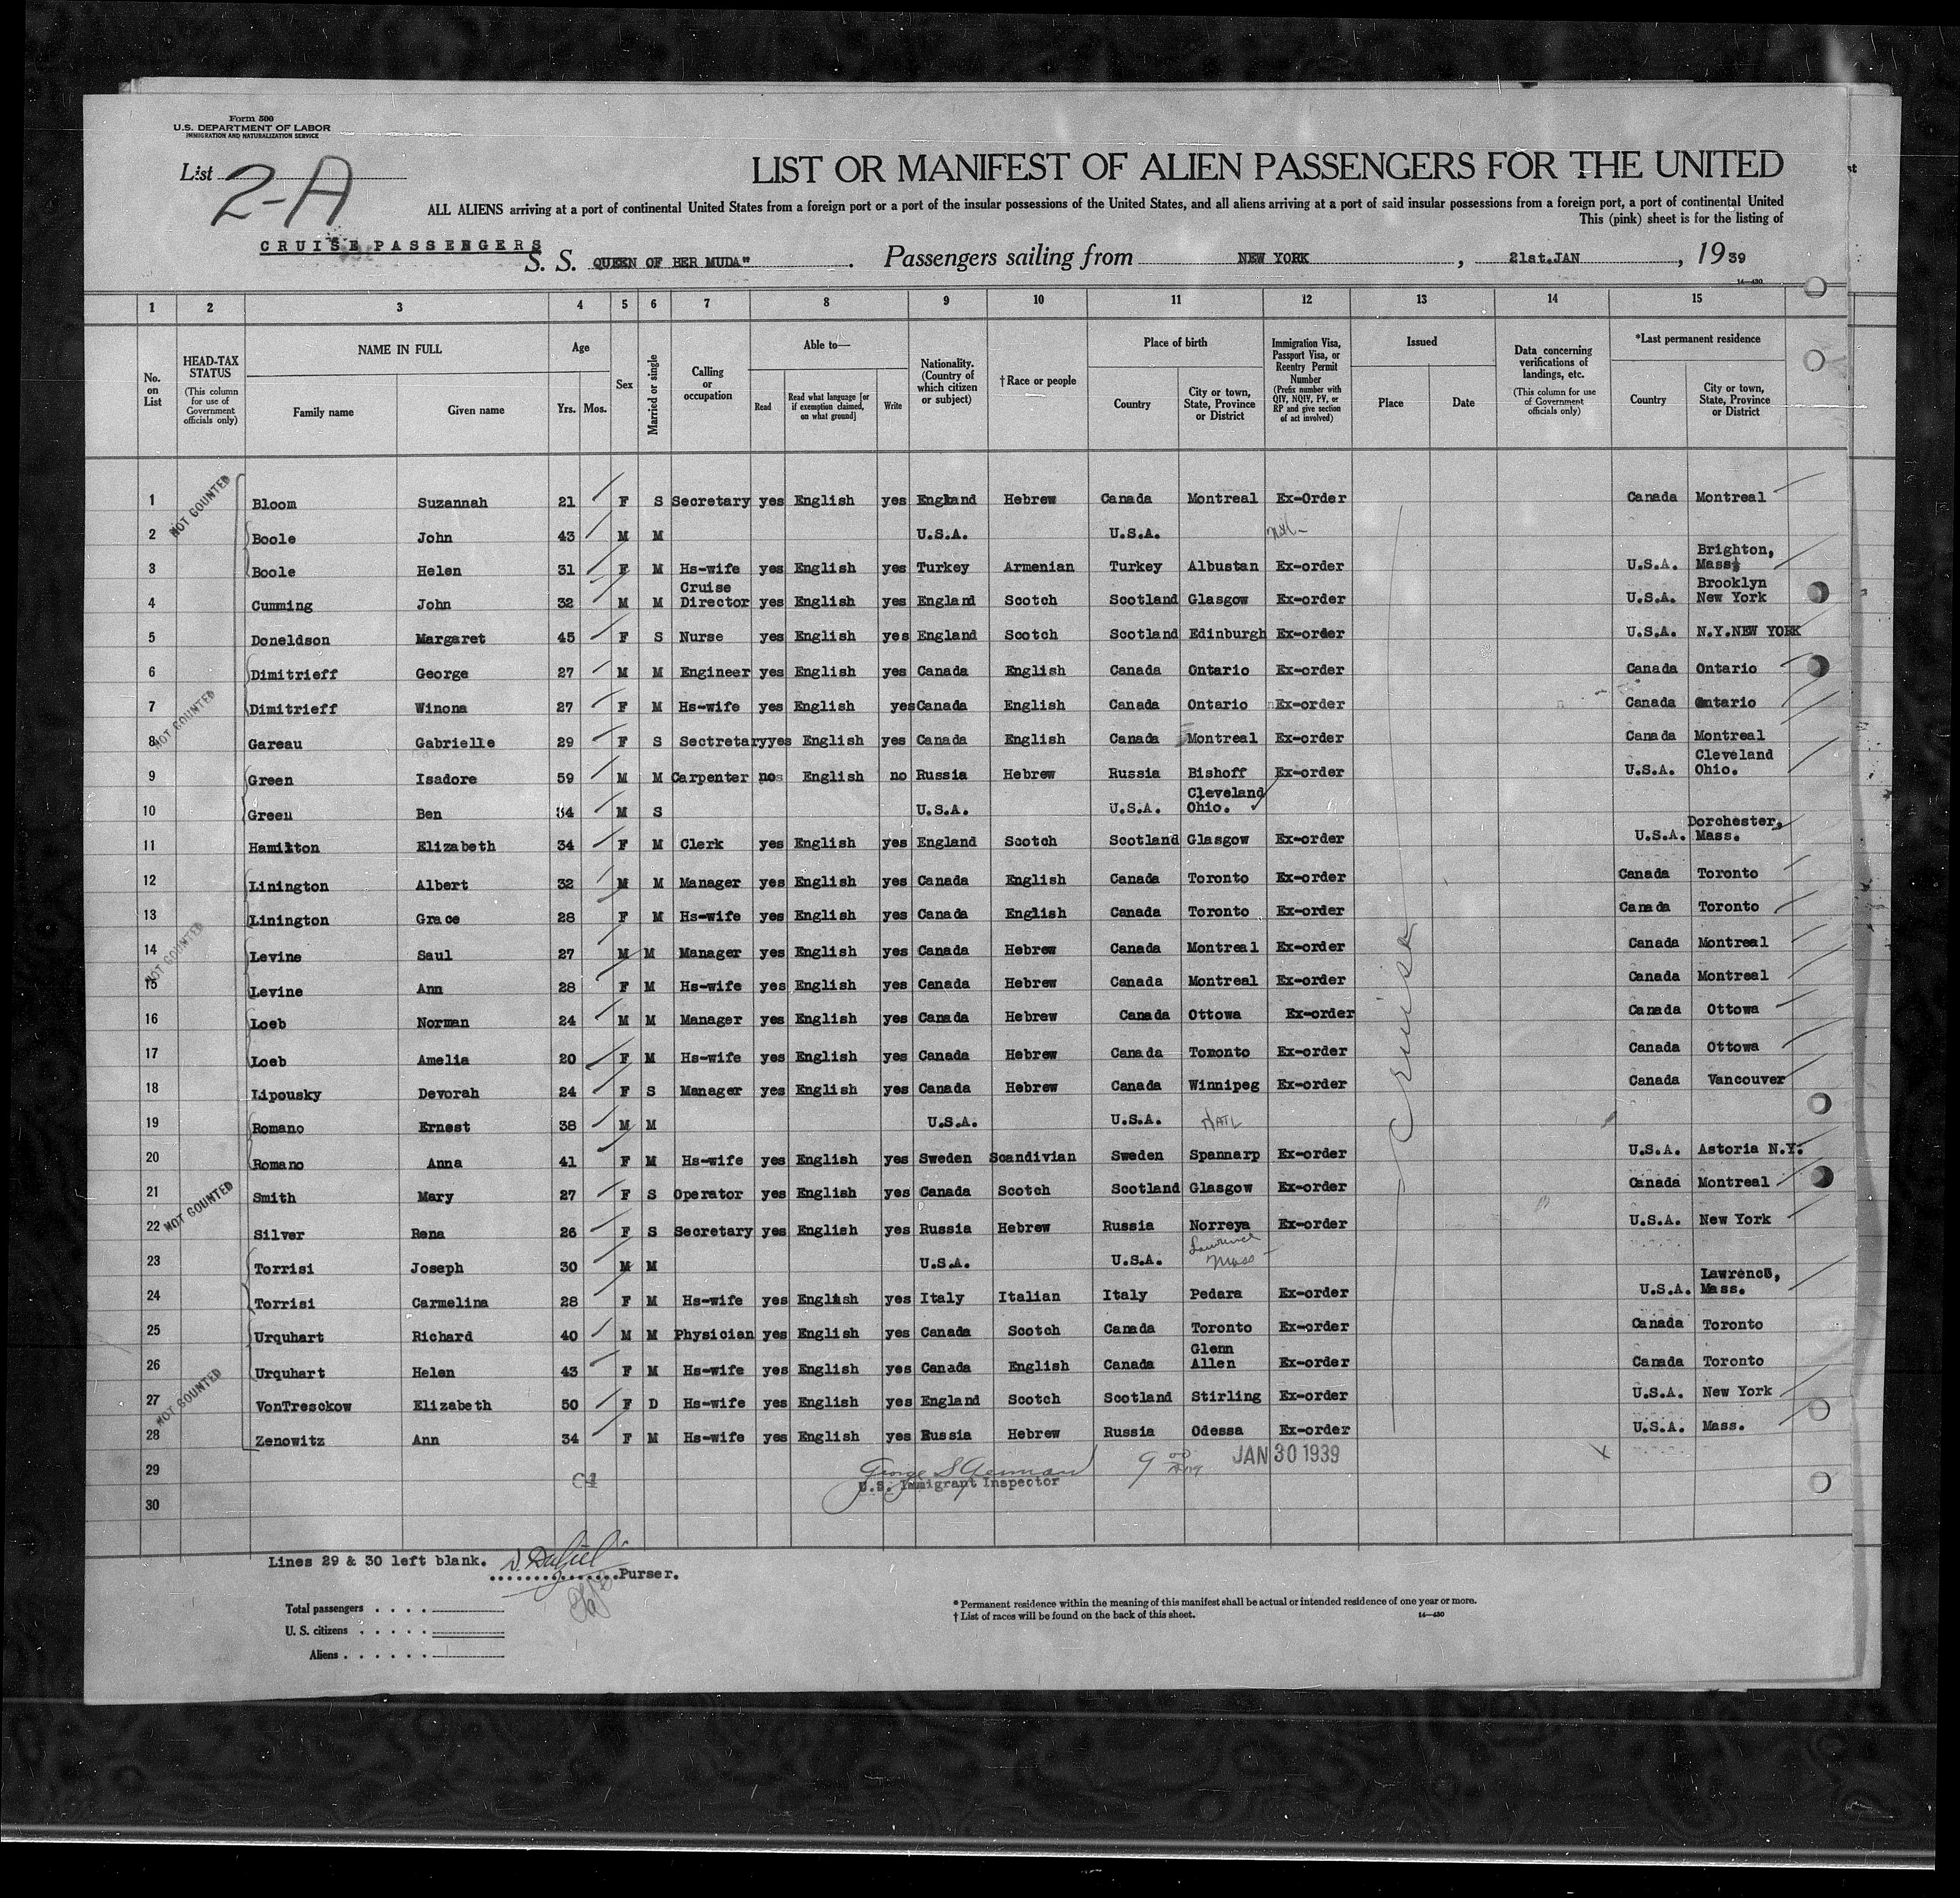 Form 500
U.S. DEPARTMENT OF LABOR
IMMIGRATION AND NATURALIZATION SERVICE
List 2-A
LIST OR MANIFEST OF ALIEN PASSENGERS FOR THE UNITED
ALL ALIENS arriving at a port of continental United States from a foreign port or a port of the insular possessions of the United States, and all aliens arriving at a port of said insular possessions from a foreign port, a port of continental United
This (pink) sheet is for the listing of
CRUISE PASSENGERS
S. S. QUEEN OF BER MUDA" . Passengers sailing from NEW YORK , 21st.JAN , 19 39
14—430
1 2 3 4 5 6 7 8 9 10 11 12 13 14 15
No. on List
HEAD-TAX STATUS (This column for use of Government officials only)
NAME IN FULL Family name Given name
Age Yrs. Mos.
Sex
Married or single
Calling or occupation
Able to— Read Read what language [or if exemption claimed, on what ground] Write
Nationality. (Country of which citizen or subject)
†Race or people
Place of birth Country City or town, State, Province or District
Immigration Visa, Passport Visa, or Reentry Permit Number (Prefix number with QIV, NQIV, PV, or RP and give section of act involved)
Issued Place Date
Data concerning verifications of landings, etc. (This column for use of Government officials only)
*Last permanent residence Country City or town, State, Province or District
NOT COUNTED
1 Bloom Suzannah 21 F S Secretary yes English yes England Hebrew Canada Montreal Ex-Order Canada Montreal
2 Boole John 43 M M U.S.A. U.S.A.
3 Boole Helen 31 F M Hs-wife yes English yes Turkey Armenian Turkey Albustan Ex-order U.S.A. Brighton, Mass.
4 Cumming John 32 M M Cruise Director yes English yes England Scotch Scotland Glasgow Ex-order U.S.A. Brooklyn New York
5 Doneldson Margaret 45 F S Nurse yes English yes England Scotch Scotland Edinburgh Ex-order U.S.A. N.Y.NEW YORK
6 Dimitrieff George 27 M M Engineer yes English yes Canada English Canada Ontario Ex-order Canada Ontario
NOT COUNTED
7 Dimitrieff Winona 27 F M Hs-wife yes English yes Canada English Canada Ontario Ex-order Canada Ontario
8 Gareau Gabrielle 29 F S Sectretary yes English yes Canada English Canada Montreal Ex-order Canada Montreal
9 Green Isadore 59 M M Carpenter no English no Russia Hebrew Russia Bishoff Ex-order U.S.A. Cleveland Ohio.
10 Green Ben 34 M S U.S.A. U.S.A. Cleveland Ohio.
11 Hamilton Elizabeth 34 F M Clerk yes English yes England Scotch Scotland Glasgow Ex-order U.S.A. Dorchester, Mass.
12 Linington Albert 32 M M Manager yes English yes Canada English Canada Toronto Ex-order Canada Toronto
13 Linington Grace 28 F M Hs-wife yes English yes Canada English Canada Toronto Ex-order Canada Toronto
NOT COUNTED
14 Levine Saul 27 M M Manager yes English yes Canada Hebrew Canada Montreal Ex-order Canada Montreal
15 Levine Ann 28 F M Hs-wife yes English yes Canada Hebrew Canada Montreal Ex-order Canada Montreal
16 Loeb Norman 24 M M Manager yes English yes Canada Hebrew Canada Ottowa Ex-order Canada Ottowa
17 Loeb Amelia 20 F M Hs-wife yes English yes Canada Hebrew Canada Toronto Ex-order Canada Ottowa
18 Lipousky Devorah 24 F S Manager yes English yes Canada Hebrew Canada Winnipeg Ex-order Canada Vancouver
Cruise
19 Romano Ernest 38 M M U.S.A. U.S.A. NATL
20 Romano Anna 41 F M Hs-wife yes English yes Sweden Scandivian Sweden Spannarp Ex-order U.S.A. Astoria N.Y.
21 Smith Mary 27 F S Operator yes English yes Canada Scotch Scotland Glasgow Ex-order Canada Montreal
NOT COUNTED
22 Silver Rena 26 F S Secretary yes English yes Russia Hebrew Russia Norreya Ex-order U.S.A. New York
23 Torrisi Joseph 30 M M U.S.A. U.S.A. Lawrence Mass
24 Torrisi Carmelina 28 F M Hs-wife yes English yes Italy Italian Italy Pedara Ex-order U.S.A. Lawrence, Mass.
25 Urquhart Richard 40 M M Physician yes English yes Canada Scotch Canada Toronto Ex-order Canada Toronto
26 Urquhart Helen 43 F M Hs-wife yes English yes Canada English Canada Glenn Allen Ex-order Canada Toronto
NOT COUNTED
27 VonTresckow Elizabeth 50 F D Hs-wife yes English yes England Scotch Scotland Stirling Ex-order U.S.A. New York
28 Zenowitz Ann 34 F M Hs-wife yes English yes Russia Hebrew Russia Odessa Ex-order U.S.A. Mass.
29 JAN 30 1939
U.S. Immigrant Inspector
30
Lines 29 & 30 left blank.
Purser.
Total passengers . . . .
U. S. citizens . . . . .
Aliens . . . . . .
* Permanent residence within the meaning of this manifest shall be actual or intended residence of one year or more.
† List of races will be found on the back of this sheet. 14—430